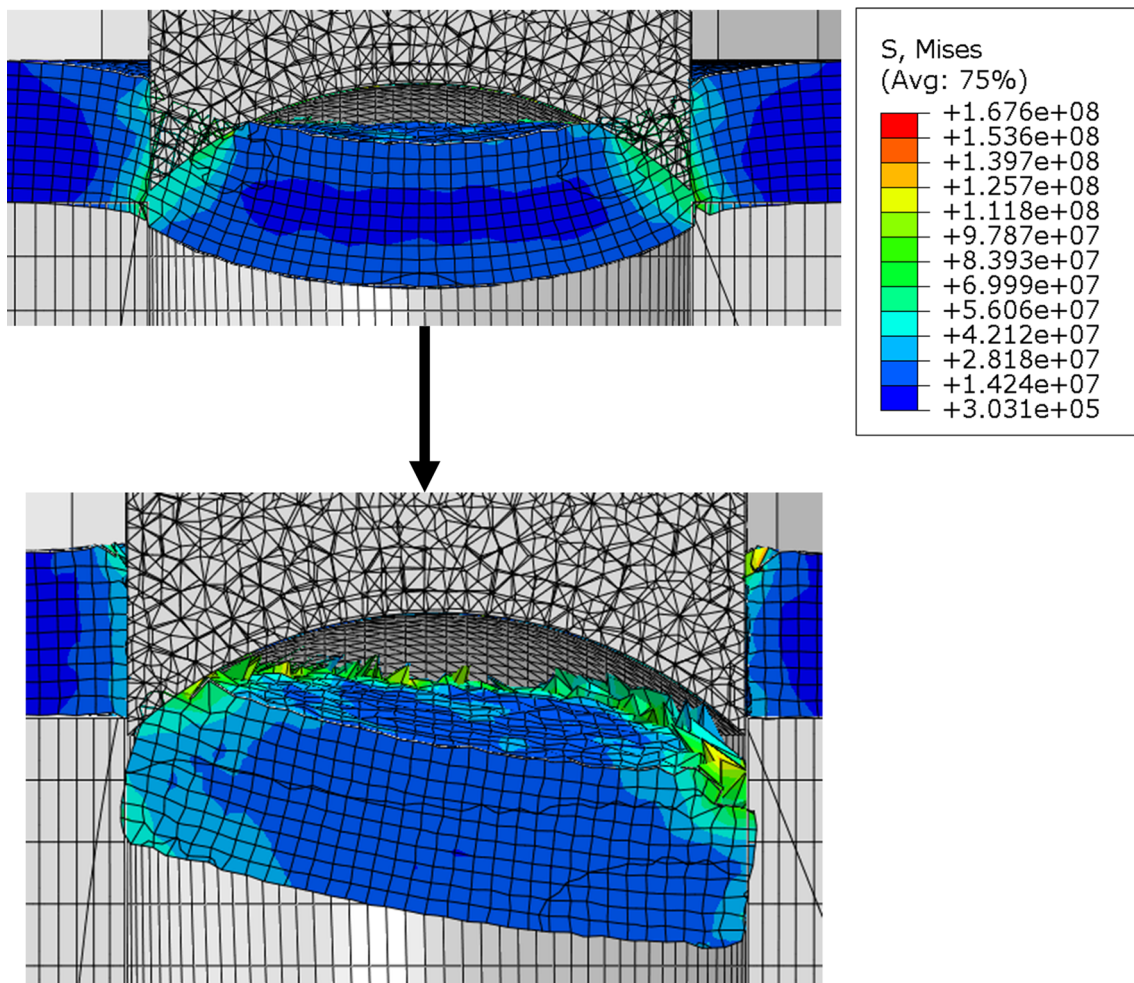 S, Mises
(Avg: 75%)
+1.676e+08
+1.536e+08
+1.397e+08
+1.257e+08
+1.118e+08
+9.787e+07
+8.393e+07
+6.999e+07
+5.606e+07
+4.212e+07
+2.818e+07
+1.424e+07
+3.031e+05